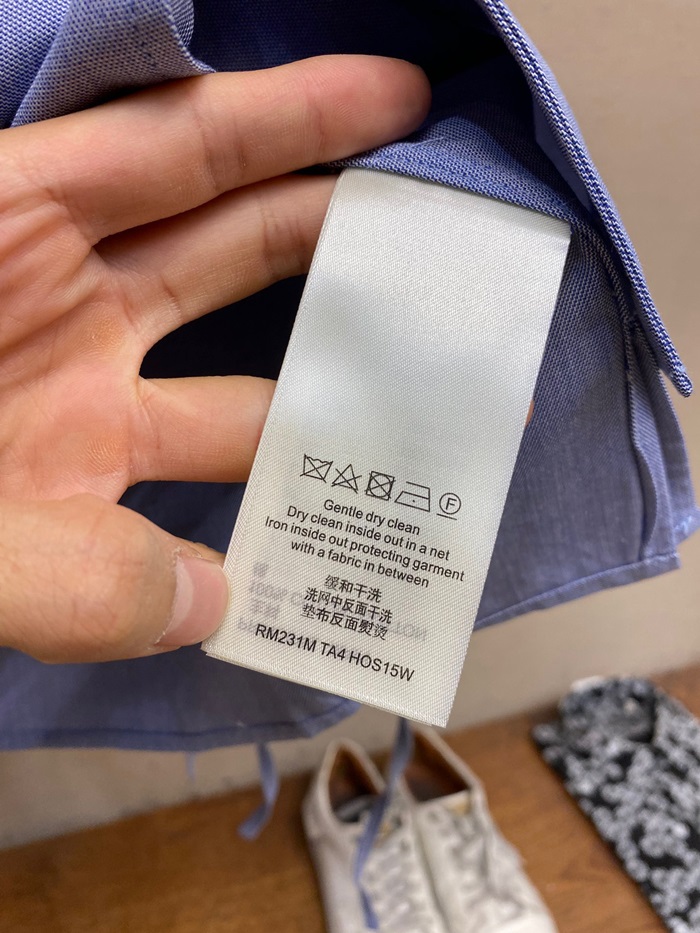 F
Gentle dry clean
Dry clean inside out in a net
Iron inside out protecting garment
with a fabric in between
缓和干洗
洗网中反面干洗
垫布反面熨烫
RM231M TA4 HOS15W